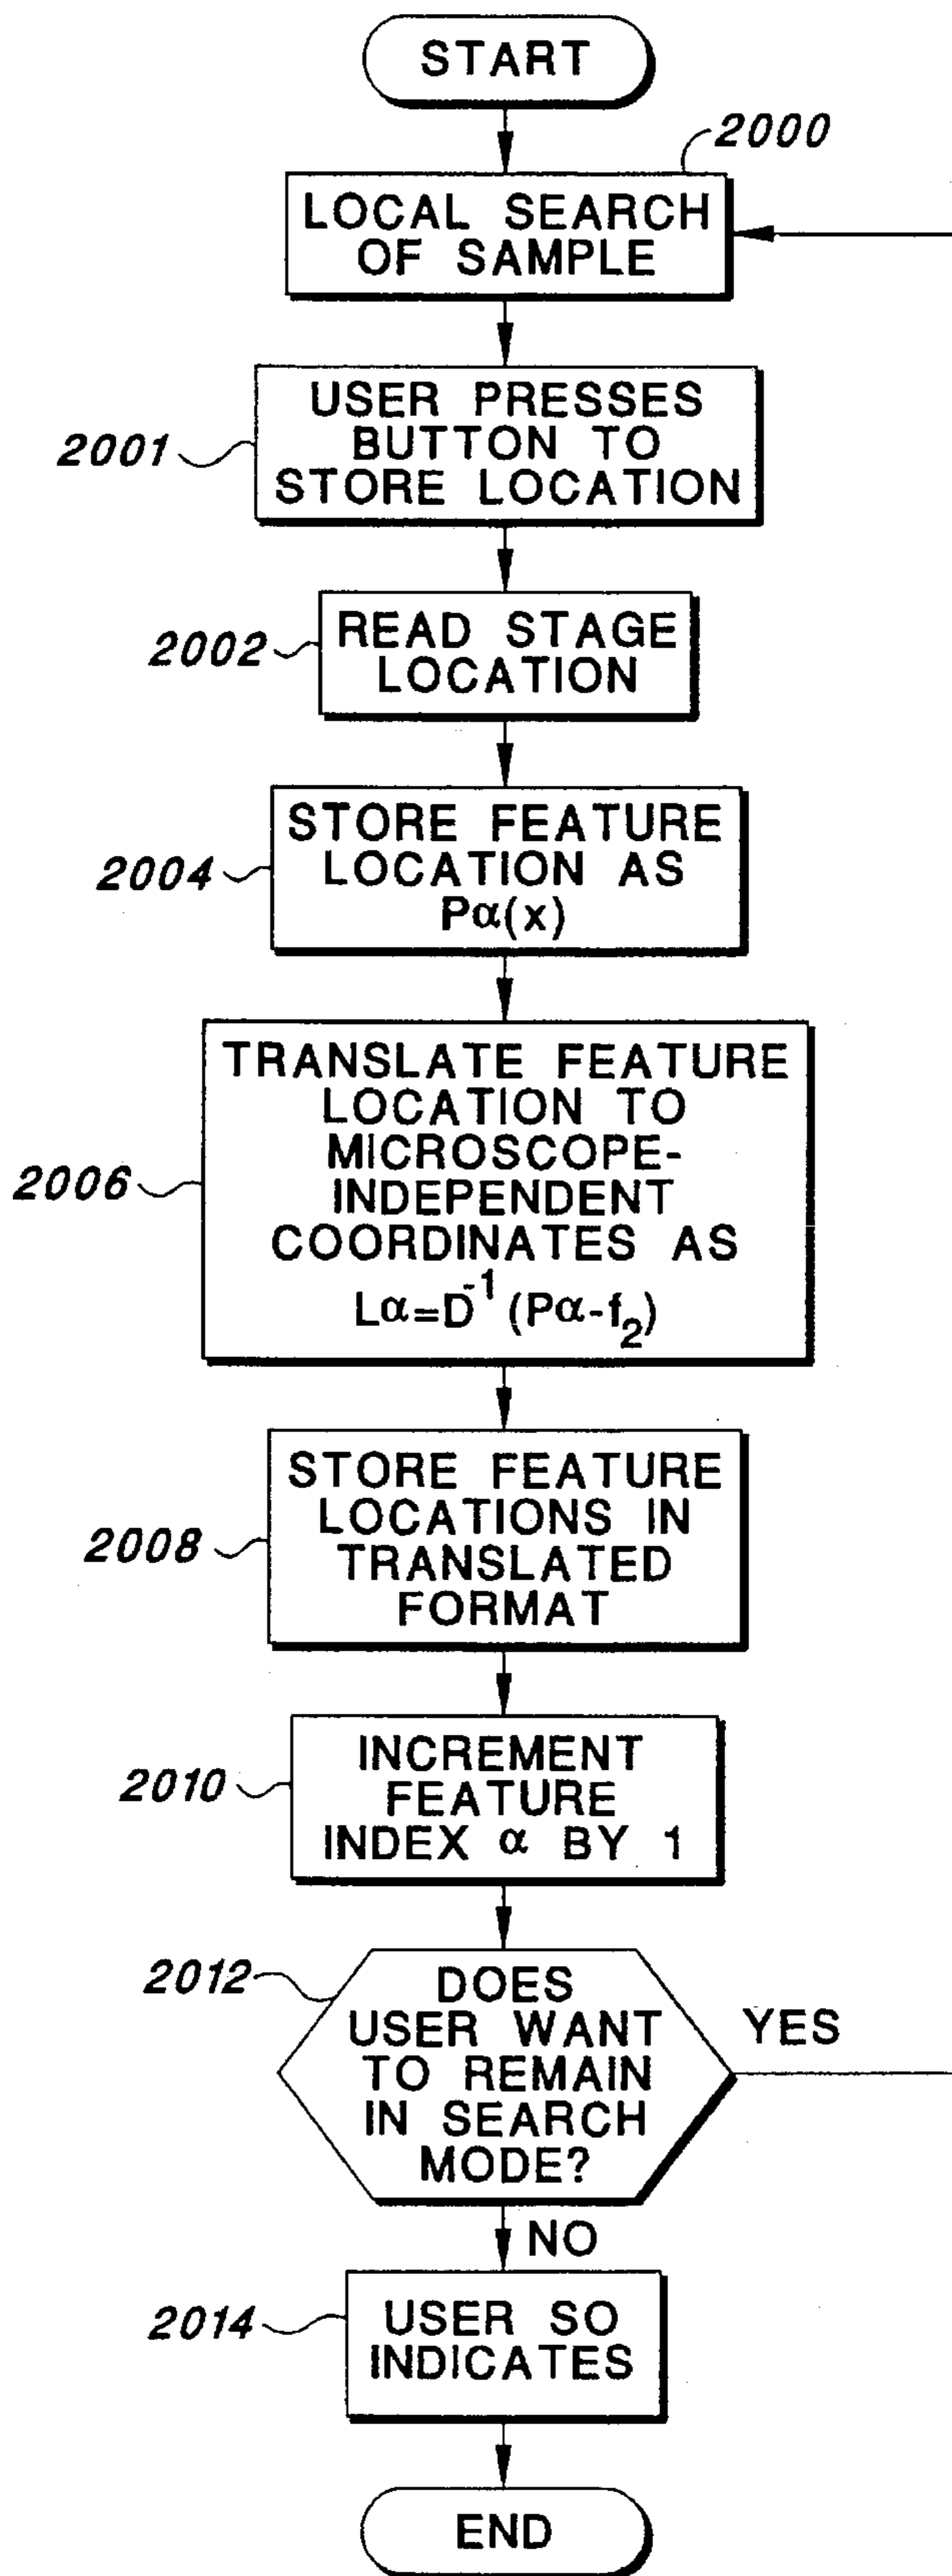 START
2000
LOCAL SEARCH
OF SAMPLE
2001
USER PRESSES
BUTTON TO
STORE LOCATION
2002
READ STAGE
LOCATION
2004
STORE FEATURE
LOCATION AS
Pα(x)
2006
TRANSLATE FEATURE
LOCATION TO
MICROSCOPE-
INDEPENDENT
COORDINATES AS
Lα=D⁻¹(Pα-f₂)
2008
STORE FEATURE
LOCATIONS IN
TRANSLATED
FORMAT
2010
INCREMENT
FEATURE
INDEX α BY 1
2012
DOES
USER WANT
TO REMAIN
IN SEARCH
MODE?
YES
NO
2014
USER SO
INDICATES
END